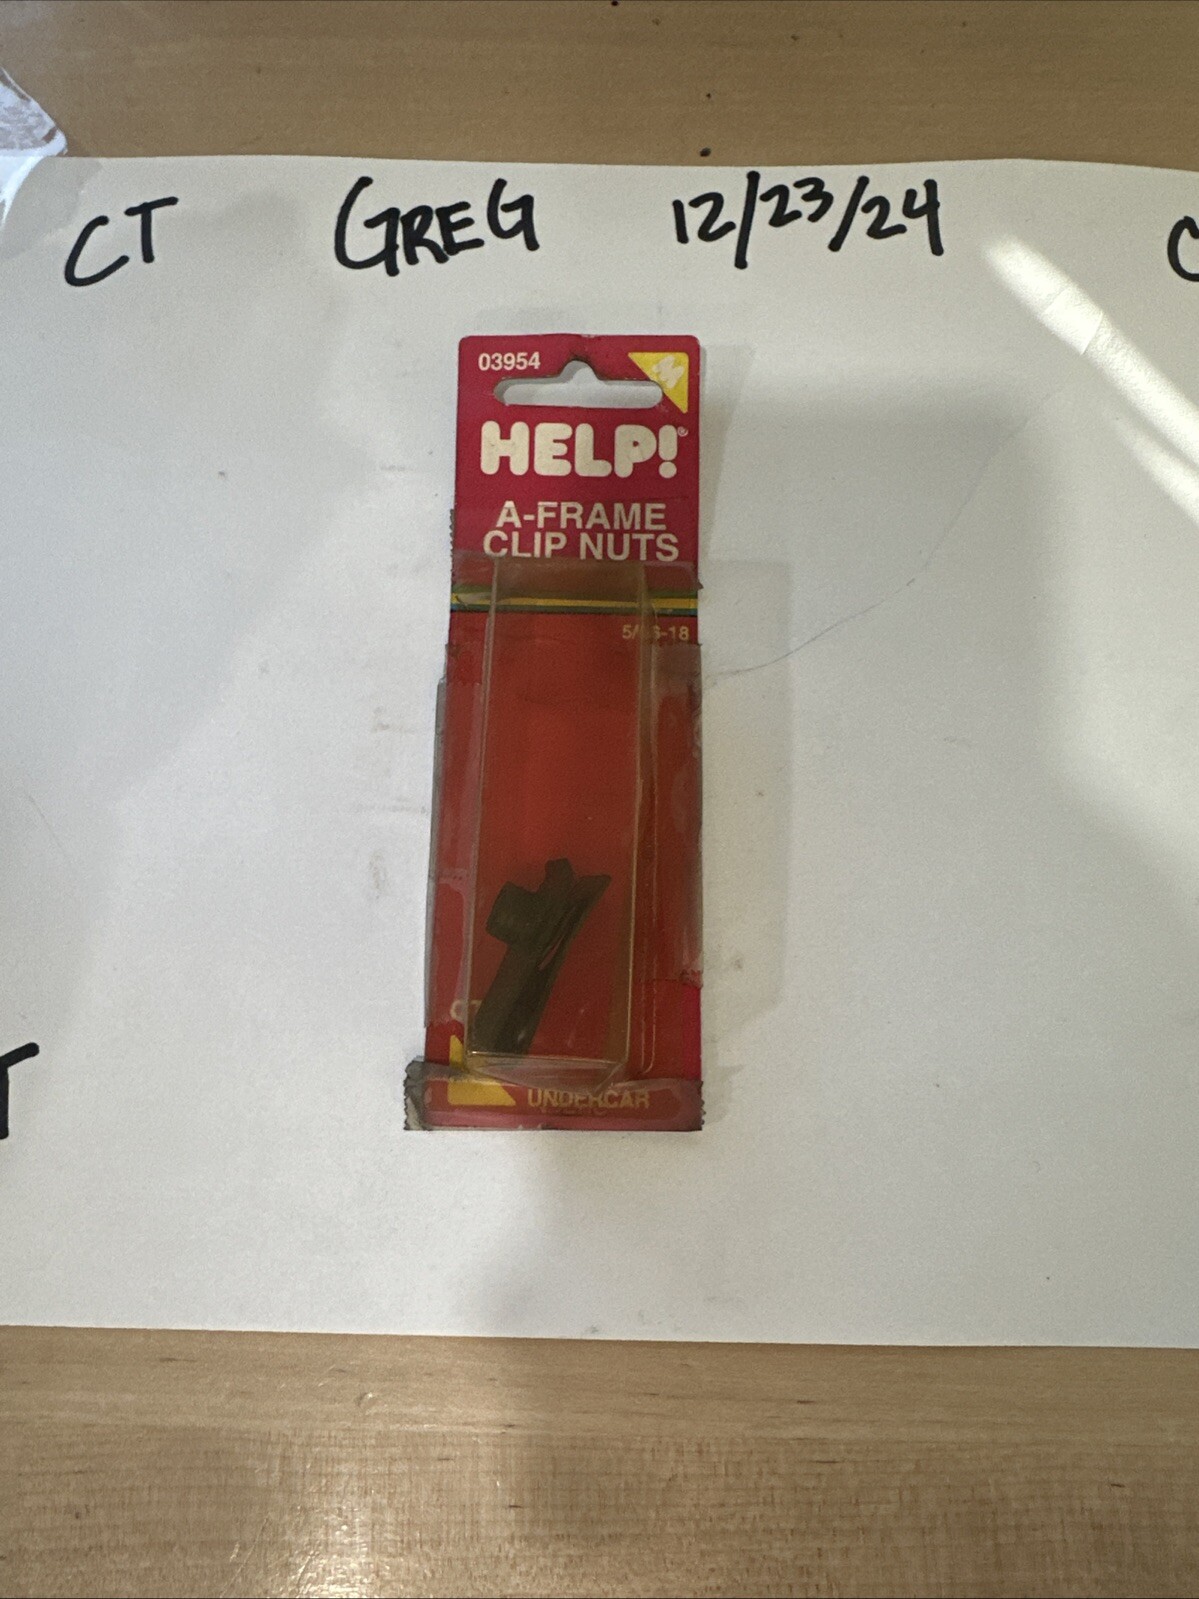 CT GREG 12/23/24 C
03954
HELP!®
A-FRAME
CLIP NUTS
T
UNDERCAR